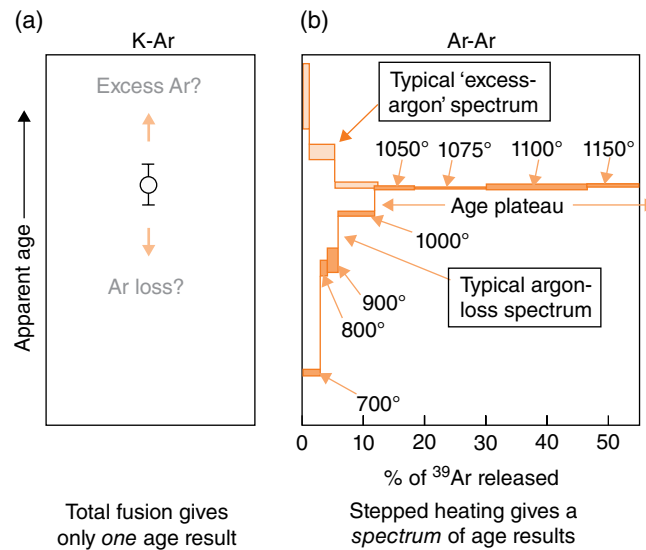 (a)
K-Ar
Excess Ar?
Apparent age
Ar loss?
Total fusion gives
only one age result
(b)
Ar-Ar
Typical ‘excess-
argon’ spectrum
1050°
1075°
1100°
1150°
Age plateau
1000°
Typical argon-
loss spectrum
900°
800°
700°
0
10
20
30
40
50
% of ³⁹Ar released
Stepped heating gives a
spectrum of age results